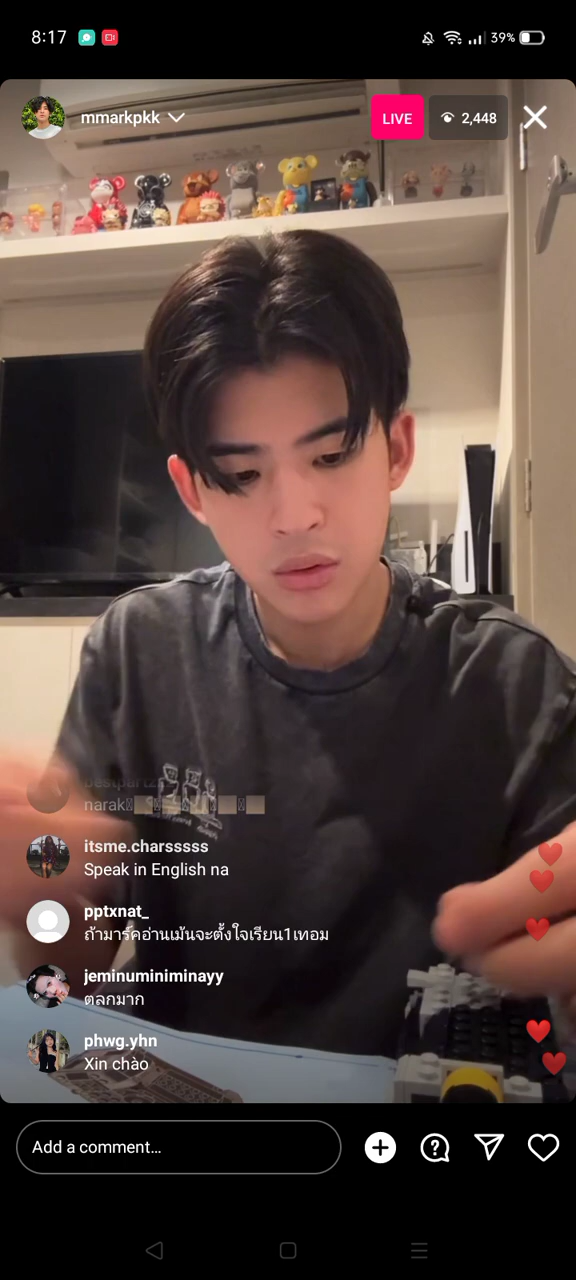 8:17
39%
mmarkpkk
LIVE
2,448
bestpart
narak
itsme.charsssss
Speak in English na
pptxnat_
ถ้ามาร์คอ่านเม้นจะตั้งใจเรียน1เทอม
jeminuminiminayy
ตลกมาก
phwg.yhn
Xin chào
Add a comment…